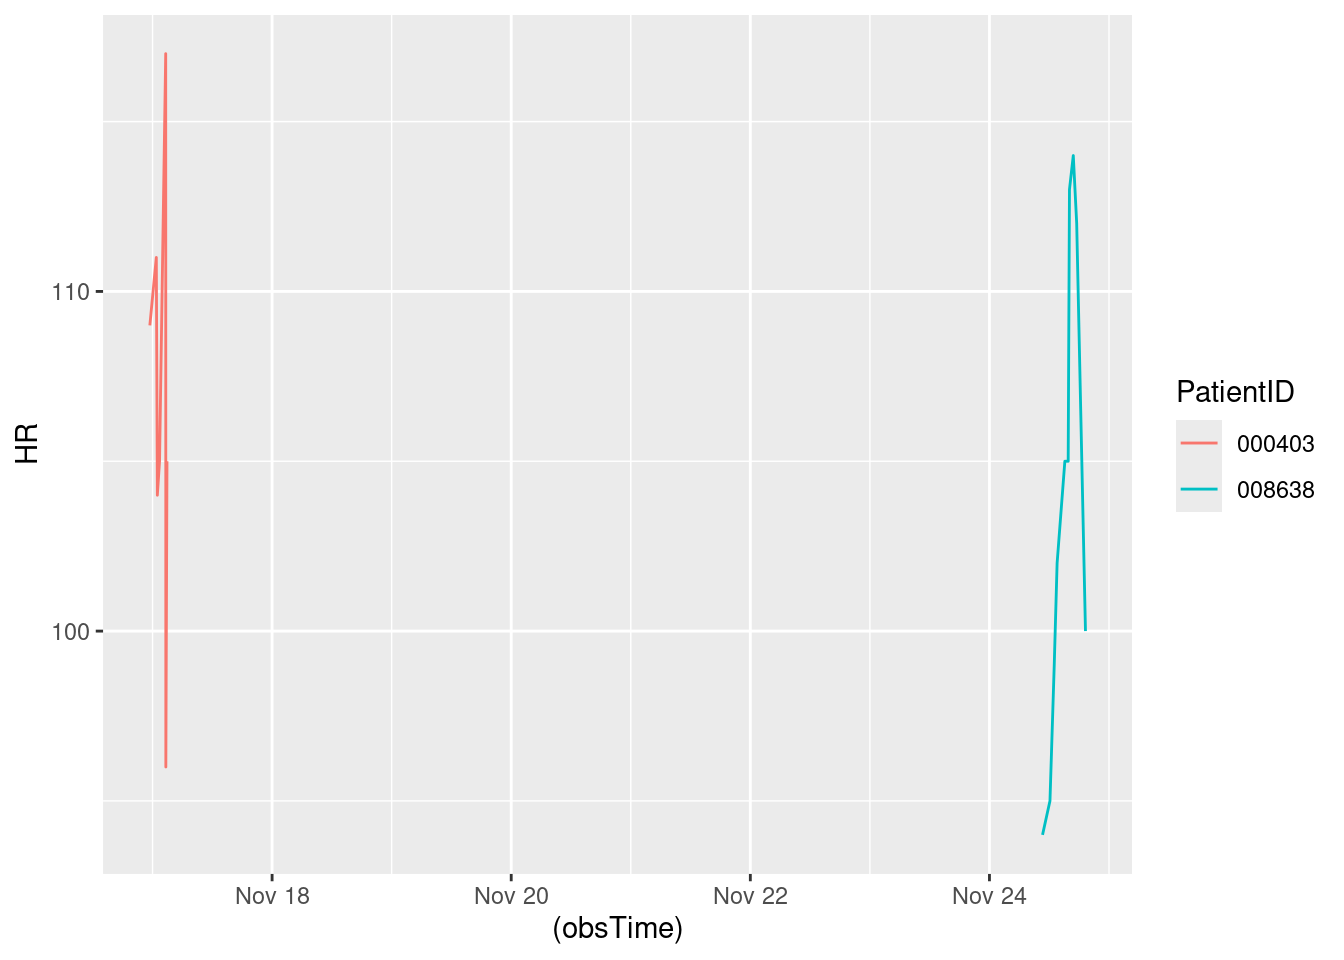 HR
110
100
Nov 18
Nov 20
Nov 22
Nov 24
(obsTime)
PatientID
000403
008638